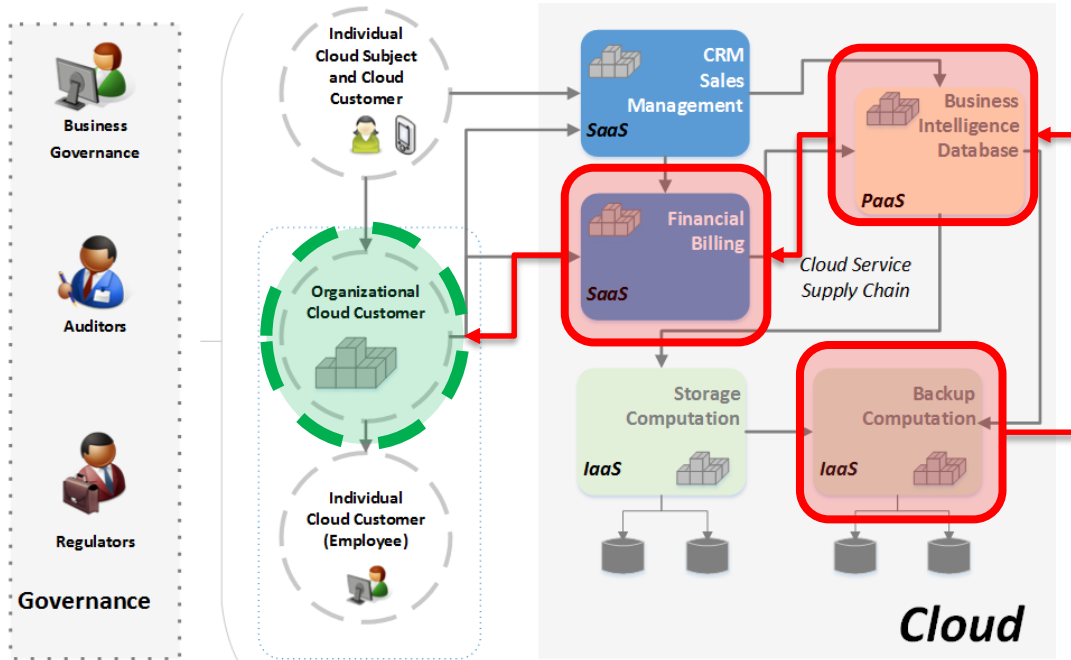 Business
Governance
Auditors
Regulators
Governance
Individual
Cloud Subject
and Cloud
Customer
Organizational
Cloud Customer
Individual
Cloud Customer
(Employee)
CRM
Sales
Management
SaaS
Financial
Billing
SaaS
Business
Intelligence
Database
PaaS
Cloud Service
Supply Chain
Storage
Computation
IaaS
Backup
Computation
IaaS
Cloud